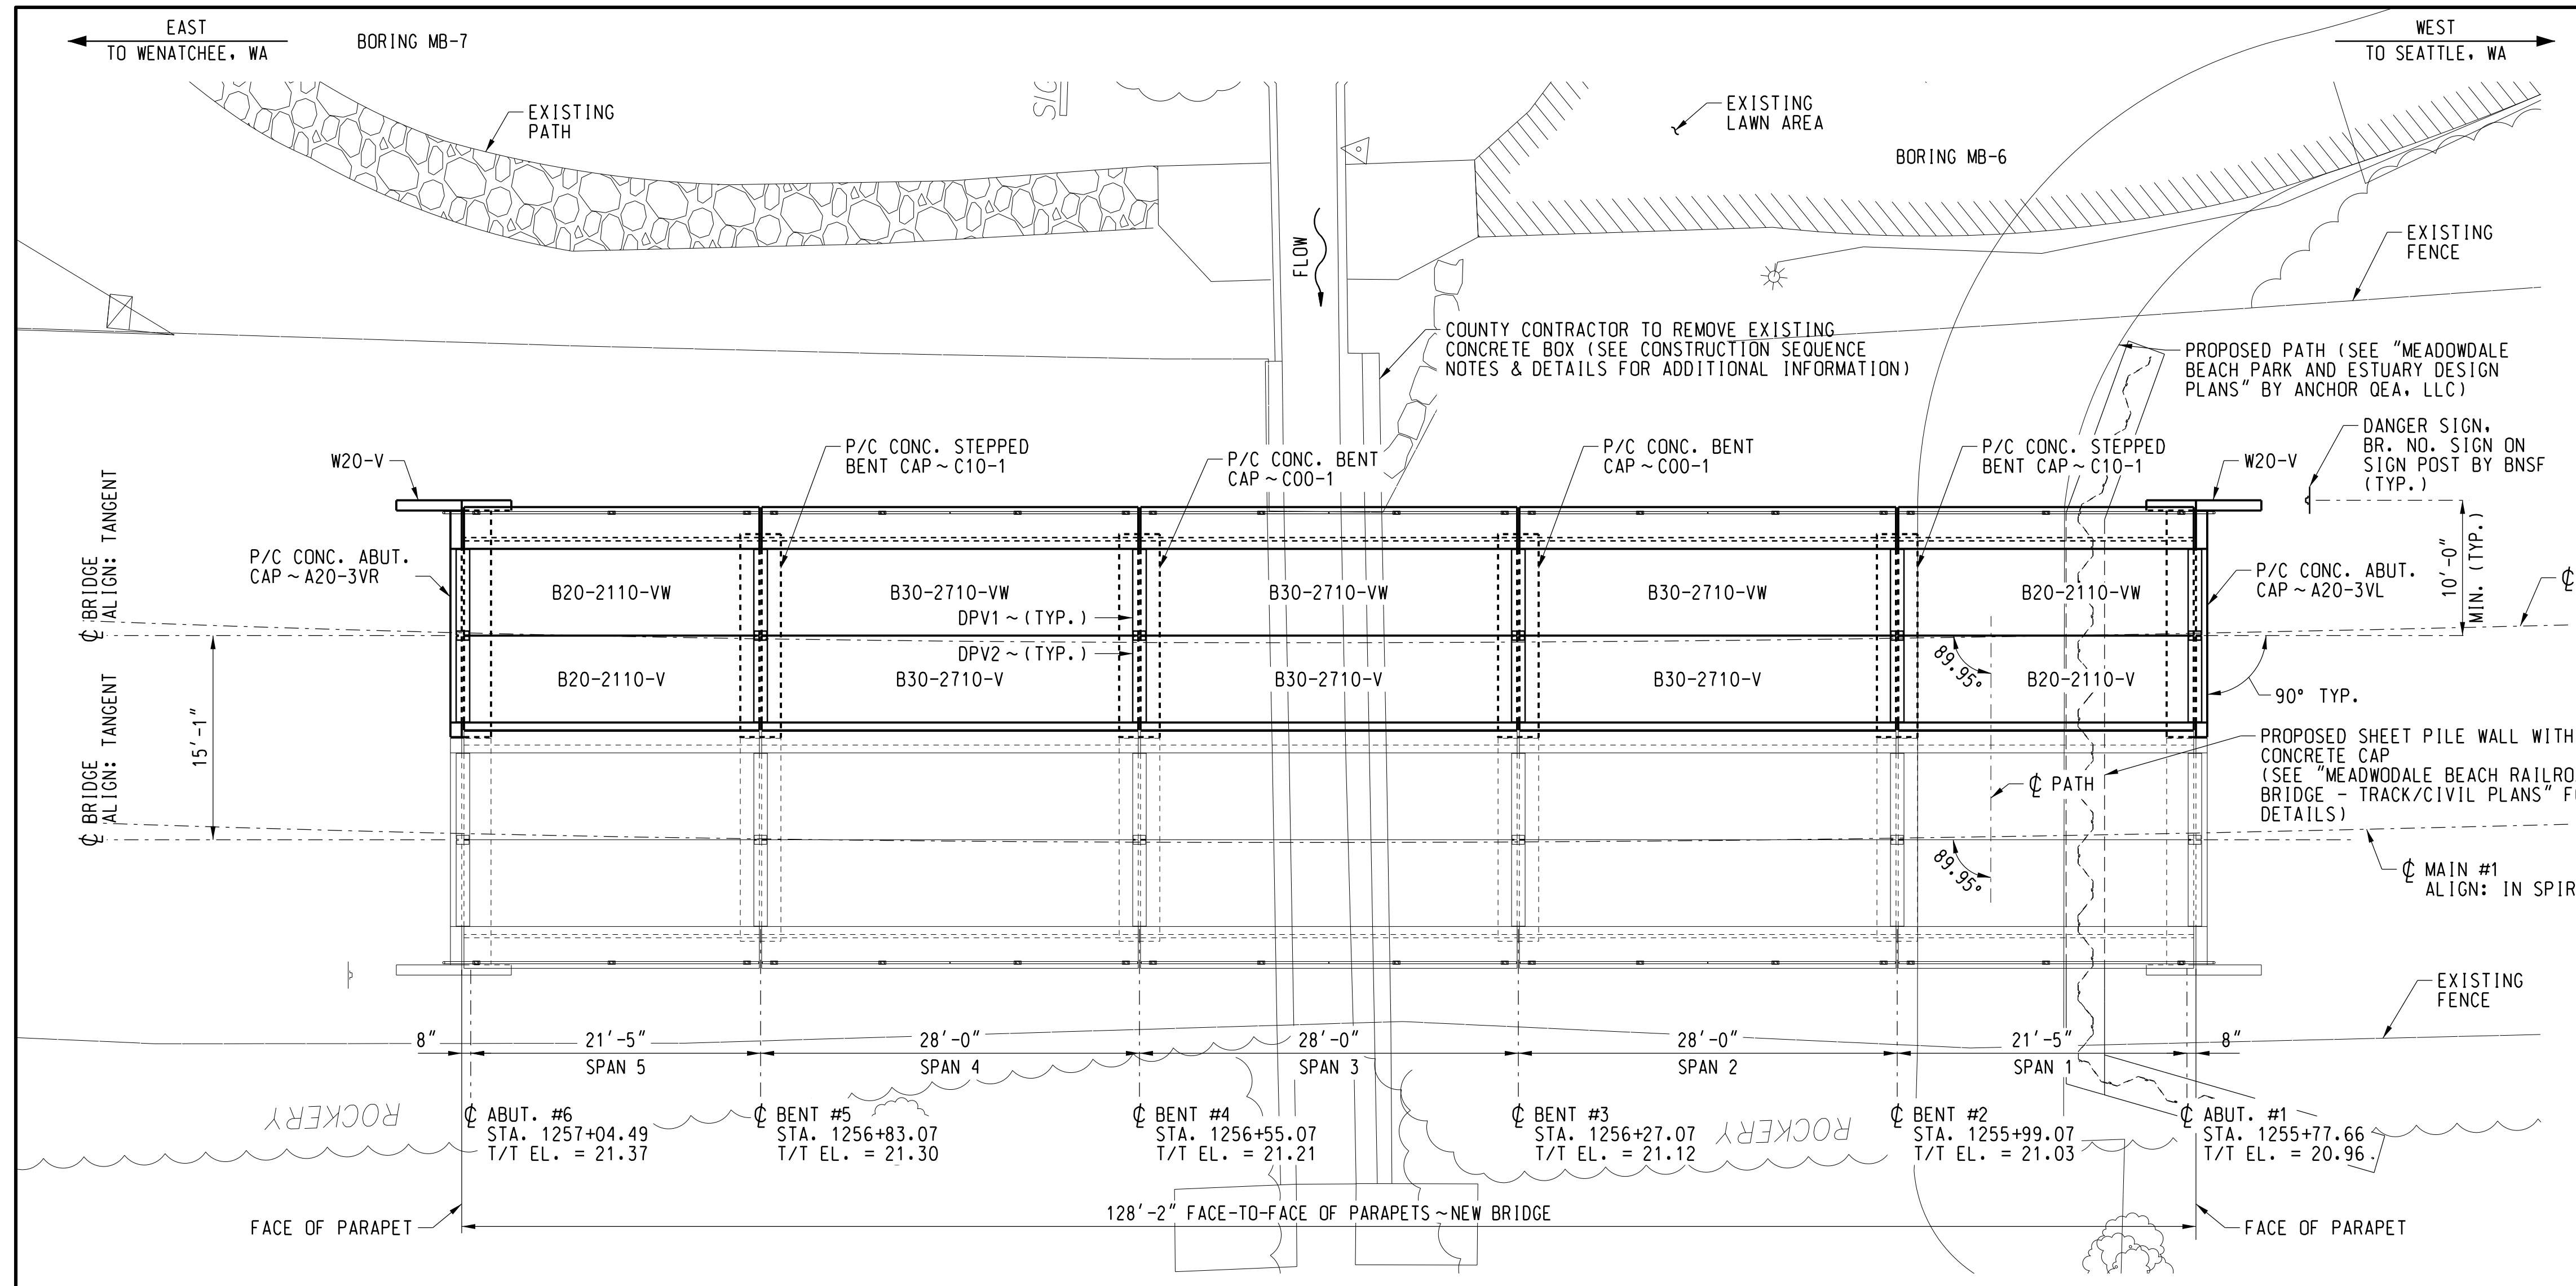 EAST
TO WENATCHEE, WA
BORING MB-7
WEST
TO SEATTLE, WA
SIG
EXISTING
PATH
EXISTING
LAWN AREA
BORING MB-6
FLOW
EXISTING
FENCE
COUNTY CONTRACTOR TO REMOVE EXISTING
CONCRETE BOX (SEE CONSTRUCTION SEQUENCE
NOTES & DETAILS FOR ADDITIONAL INFORMATION)
PROPOSED PATH (SEE "MEADOWDALE
BEACH PARK AND ESTUARY DESIGN
PLANS" BY ANCHOR QEA, LLC)
DANGER SIGN,
BR. NO. SIGN ON
SIGN POST BY BNSF
(TYP.)
W20-V
P/C CONC. STEPPED
BENT CAP ~ C10-1
P/C CONC. BENT
CAP ~ C00-1
P/C CONC. BENT
CAP ~ C00-1
P/C CONC. STEPPED
BENT CAP ~ C10-1
W20-V
℄ BRIDGE
ALIGN: TANGENT
P/C CONC. ABUT.
CAP ~ A20-3VR
B20-2110-VW
B30-2710-VW
B30-2710-VW
B30-2710-VW
B20-2110-VW
P/C CONC. ABUT.
CAP ~ A20-3VL
10'-0"
MIN. (TYP.)
℄
DPV1 ~ (TYP.)
DPV2 ~ (TYP.)
B20-2110-V
B30-2710-V
B30-2710-V
B30-2710-V
B20-2110-V
89.95°
90° TYP.
℄ BRIDGE
ALIGN: TANGENT
15'-1"
PROPOSED SHEET PILE WALL WITH
CONCRETE CAP
(SEE "MEADWODALE BEACH RAILRO
BRIDGE - TRACK/CIVIL PLANS" F
DETAILS)
℄ PATH
89.95°
℄ MAIN #1
ALIGN: IN SPIR
EXISTING
FENCE
8"
21'-5"
28'-0"
28'-0"
28'-0"
21'-5"
8"
SPAN 5
SPAN 4
SPAN 3
SPAN 2
SPAN 1
ROCKERY
℄ ABUT. #6
STA. 1257+04.49
T/T EL. = 21.37
℄ BENT #5
STA. 1256+83.07
T/T EL. = 21.30
℄ BENT #4
STA. 1256+55.07
T/T EL. = 21.21
℄ BENT #3
STA. 1256+27.07
T/T EL. = 21.12
ROCKERY
℄ BENT #2
STA. 1255+99.07
T/T EL. = 21.03
℄ ABUT. #1
STA. 1255+77.66
T/T EL. = 20.96
FACE OF PARAPET
128'-2" FACE-TO-FACE OF PARAPETS ~ NEW BRIDGE
FACE OF PARAPET